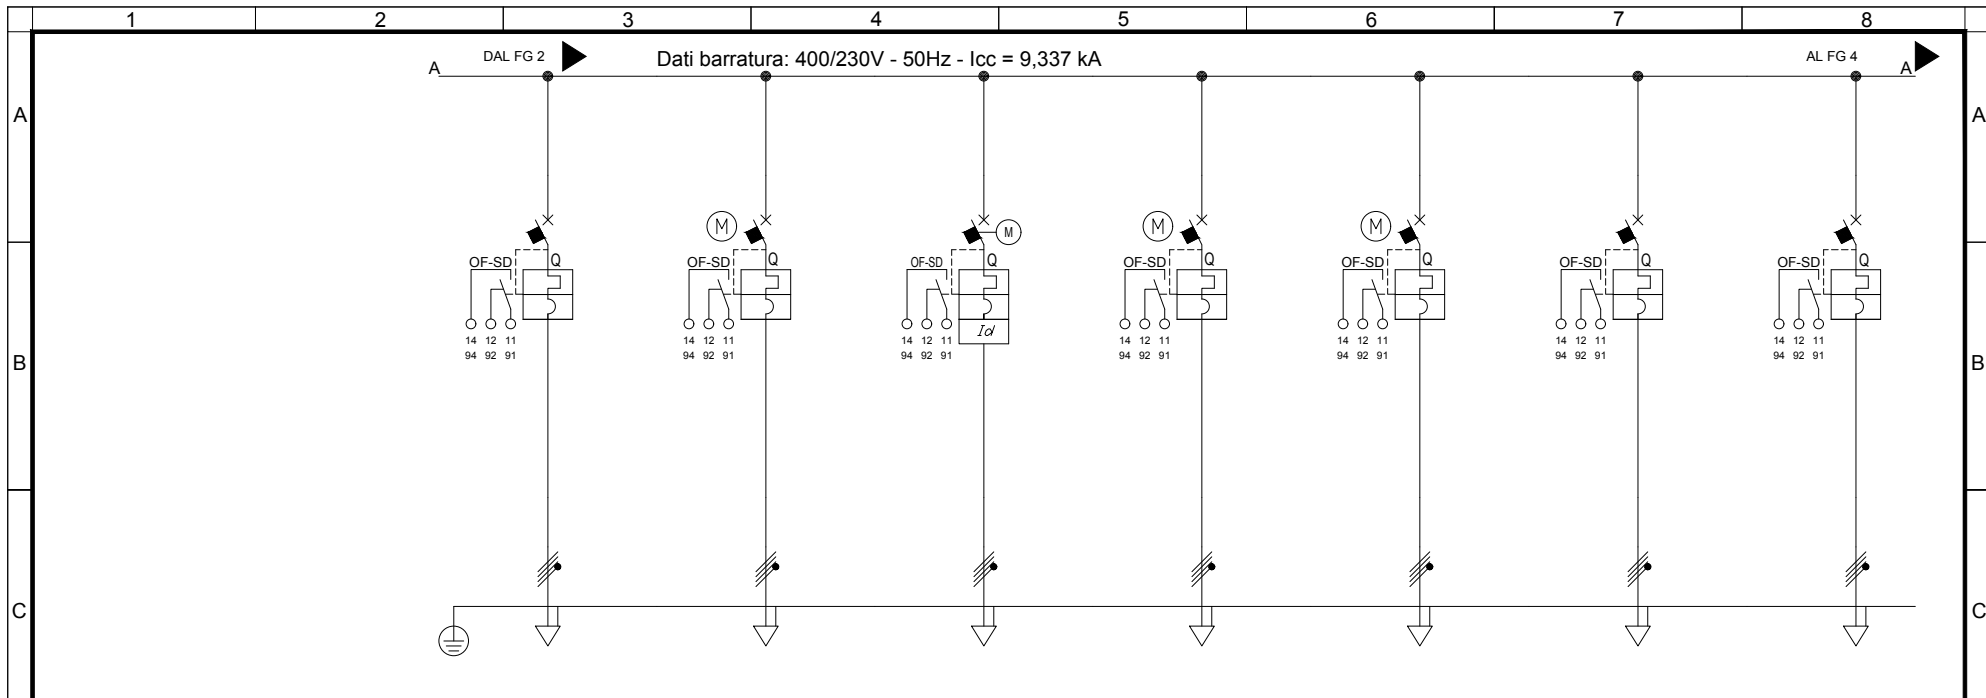 1 2 3 4 5 6 7 8
DAL FG 2 Dati barratura: 400/230V - 50Hz - Icc = 9,337 kA AL FG 4
A A
A A
M M M M
OF-SD Q OF-SD Q OF-SD Q OF-SD Q OF-SD Q OF-SD Q OF-SD Q
Id
14 12 11 14 12 11 14 12 11 14 12 11 14 12 11 14 12 11 14 12 11
94 92 91 94 92 91 94 92 91 94 92 91 94 92 91 94 92 91 94 92 91
B B
C C